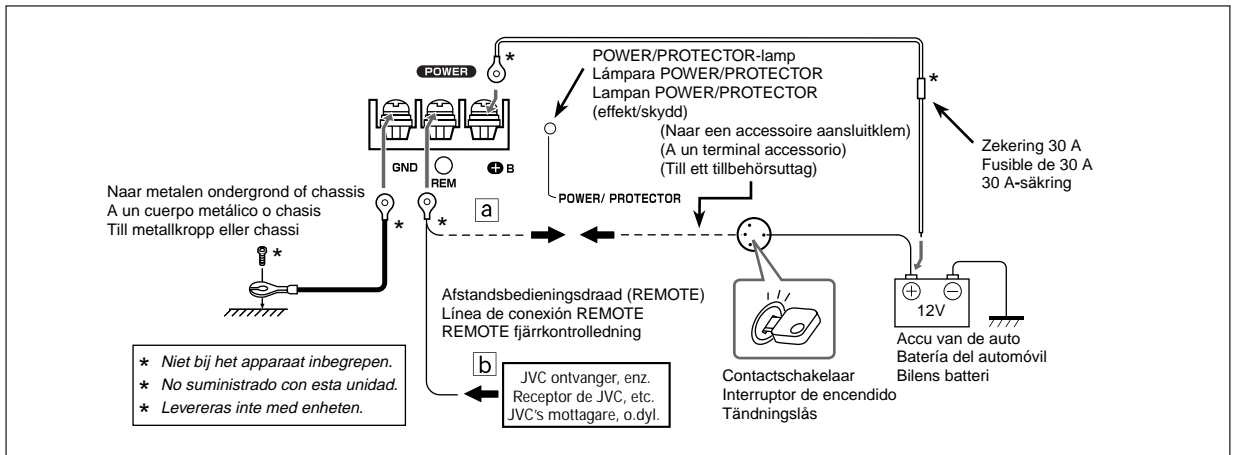 POWER
*
POWER/PROTECTOR-lamp
Lámpara POWER/PROTECTOR
Lampan POWER/PROTECTOR
(effekt/skydd)
*
(Naar een accessoire aansluitklem)
(A un terminal accessorio)
(Till ett tillbehörsuttag)
Zekering 30 A
Fusible de 30 A
30 A-säkring
GND
REM
+ B
POWER/ PROTECTOR
Naar metalen ondergrond of chassis
A un cuerpo metálico o chasis
Till metallkropp eller chassi
*
*
*
a
Afstandsbedieningsdraad (REMOTE)
Línea de conexión REMOTE
REMOTE fjärrkontrolledning
+ −
12V
Accu van de auto
Batería del automóvil
Bilens batteri
* Niet bij het apparaat inbegrepen.
* No suministrado con esta unidad.
* Levereras inte med enheten.
b
JVC ontvanger, enz.
Receptor de JVC, etc.
JVC's mottagare, o.dyl.
Contactschakelaar
Interruptor de encendido
Tändningslås